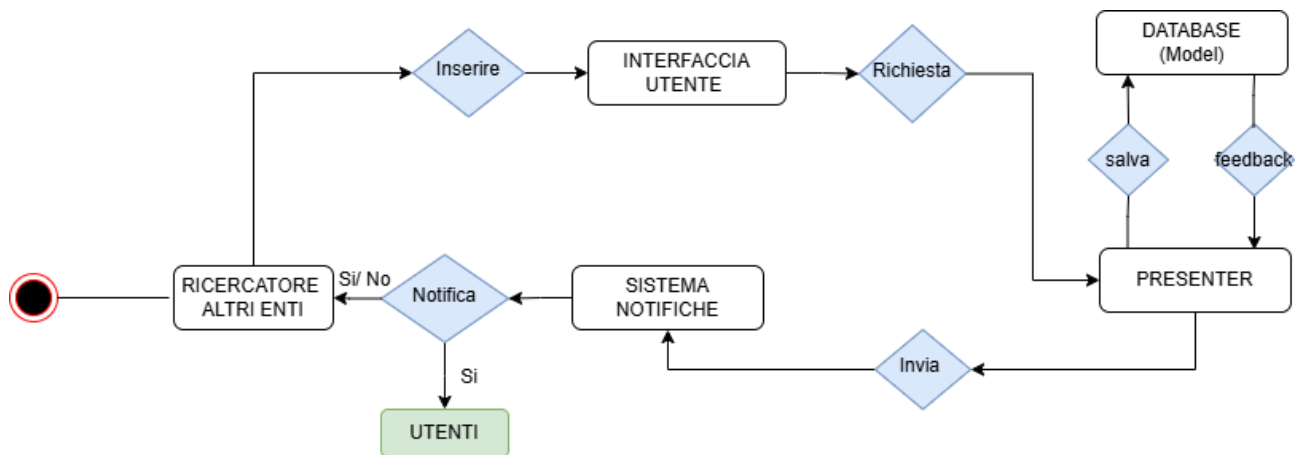 DATABASE
(Model)
Inserire
INTERFACCIA
UTENTE
Richiesta
salva
feedback
RICERCATORE
ALTRI ENTI
Si/ No
Notifica
SISTEMA
NOTIFICHE
PRESENTER
Invia
Si
UTENTI